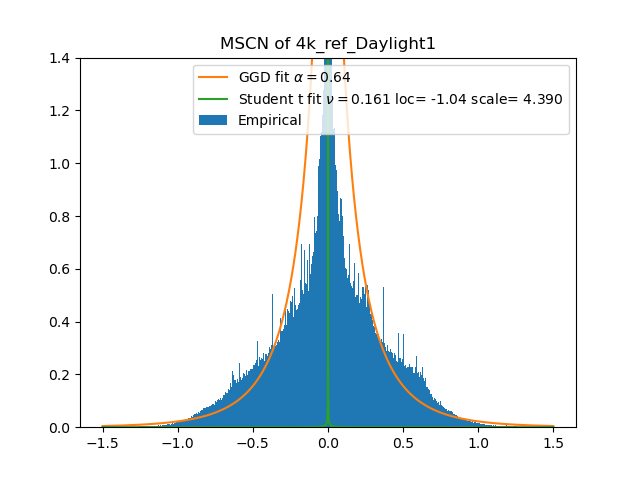 MSCN of 4k_ref_Daylight1
GGD fit α = 0.64
Student t fit ν = 0.161 loc= -1.04 scale= 4.390
Empirical
1.4
1.2
1.0
0.8
0.6
0.4
0.2
0.0
−1.5 −1.0 −0.5 0.0 0.5 1.0 1.5